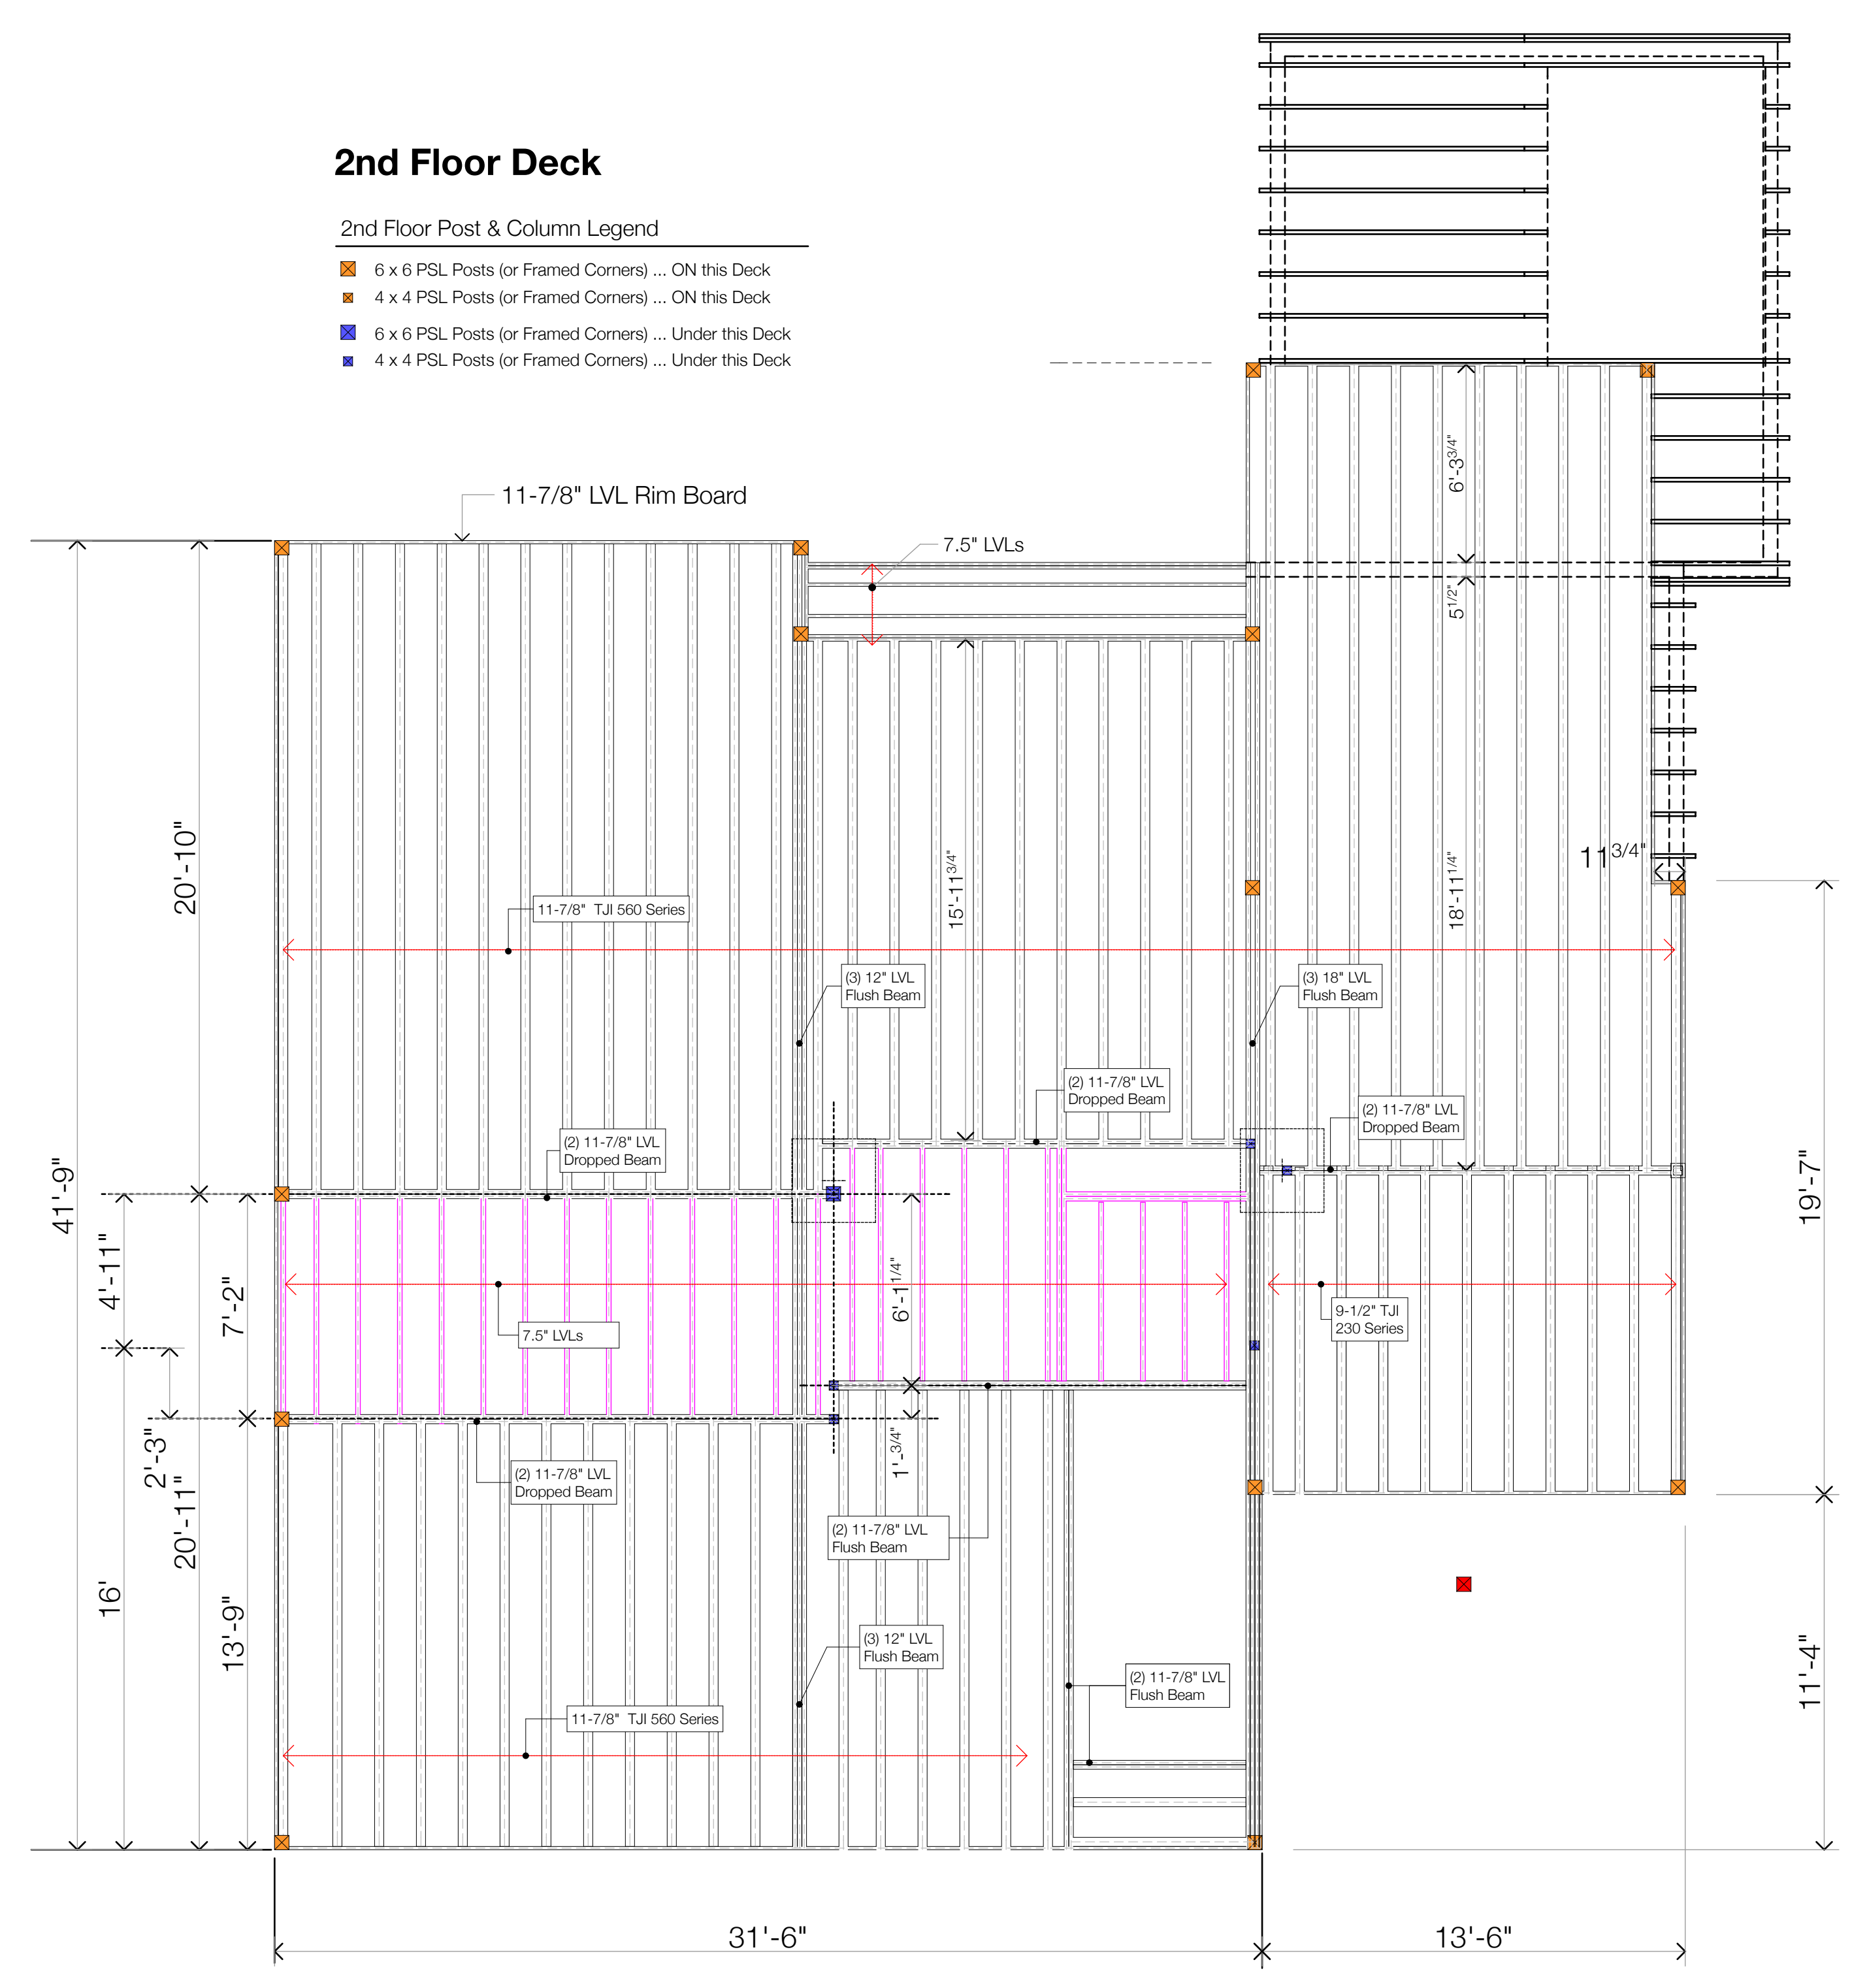 2nd Floor Deck
2nd Floor Post & Column Legend
6 x 6 PSL Posts (or Framed Corners) ... ON this Deck
4 x 4 PSL Posts (or Framed Corners) ... ON this Deck
6 x 6 PSL Posts (or Framed Corners) ... Under this Deck
4 x 4 PSL Posts (or Framed Corners) ... Under this Deck
6'-3 3/4"
11-7/8" LVL Rim Board
7.5" LVLs
5 1/2"
20'-10"
11 3/4"
15'-11 3/4"
18'-11 1/4"
11-7/8" TJI 560 Series
(3) 12" LVL
Flush Beam
(3) 18" LVL
Flush Beam
(2) 11-7/8" LVL
Dropped Beam
(2) 11-7/8" LVL
Dropped Beam
(2) 11-7/8" LVL
Dropped Beam
41'-9"
19'-7"
4'-11"
7'-2"
6'-1 1/4"
7.5" LVLs
9-1/2" TJI
230 Series
2'-3"
1'-3/4"
(2) 11-7/8" LVL
Dropped Beam
20'-11"
(2) 11-7/8" LVL
Flush Beam
16'
13'-9"
(3) 12" LVL
Flush Beam
(2) 11-7/8" LVL
Flush Beam
11'-4"
11-7/8" TJI 560 Series
31'-6"
13'-6"